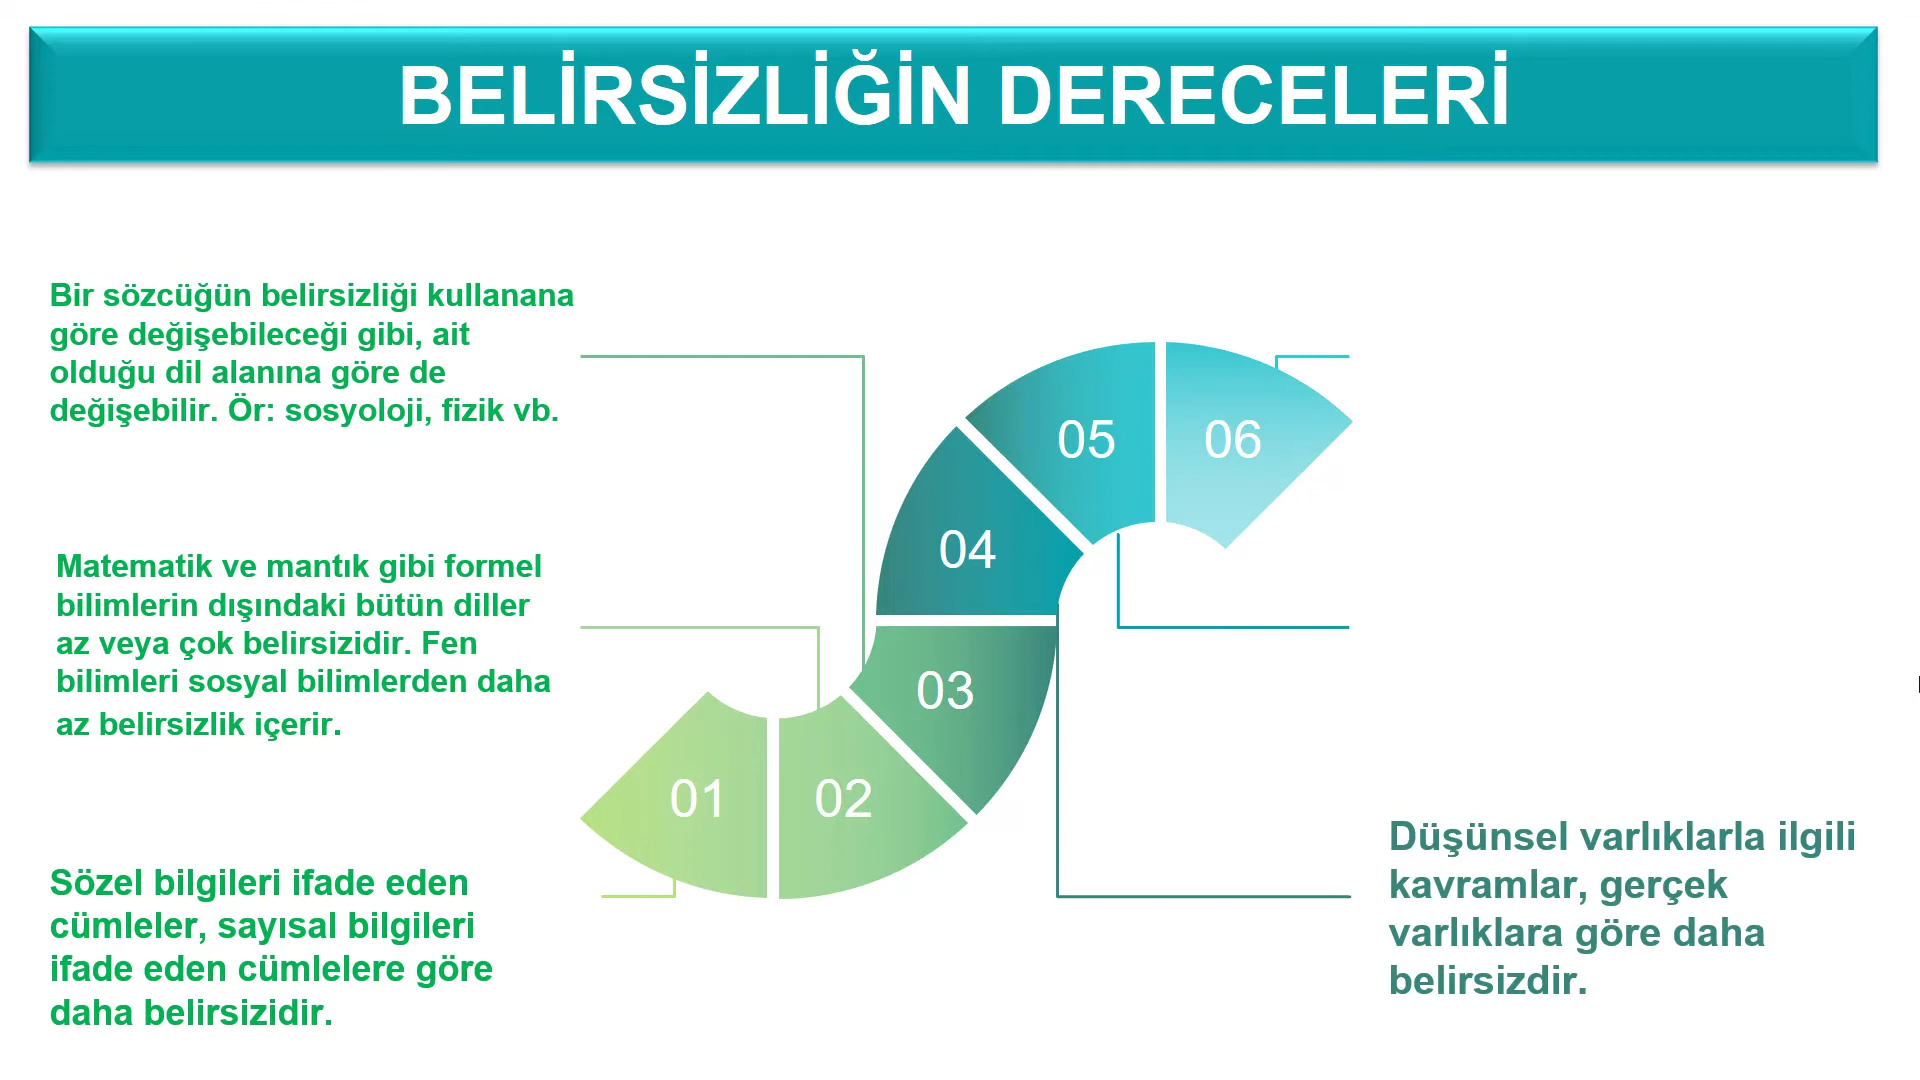 BELİRSİZLİĞİN DERECELERİ
Bir sözcüğün belirsizliği kullanana
göre değişebileceği gibi, ait
olduğu dil alanına göre de
değişebilir. Ör: sosyoloji, fizik vb.
Matematik ve mantık gibi formel
bilimlerin dışındaki bütün diller
az veya çok belirsizidir. Fen
bilimleri sosyal bilimlerden daha
az belirsizlik içerir.
Sözel bilgileri ifade eden
cümleler, sayısal bilgileri
ifade eden cümlelere göre
daha belirsizidir.
01
02
03
04
05
06
Düşünsel varlıklarla ilgili
kavramlar, gerçek
varlıklara göre daha
belirsizdir.